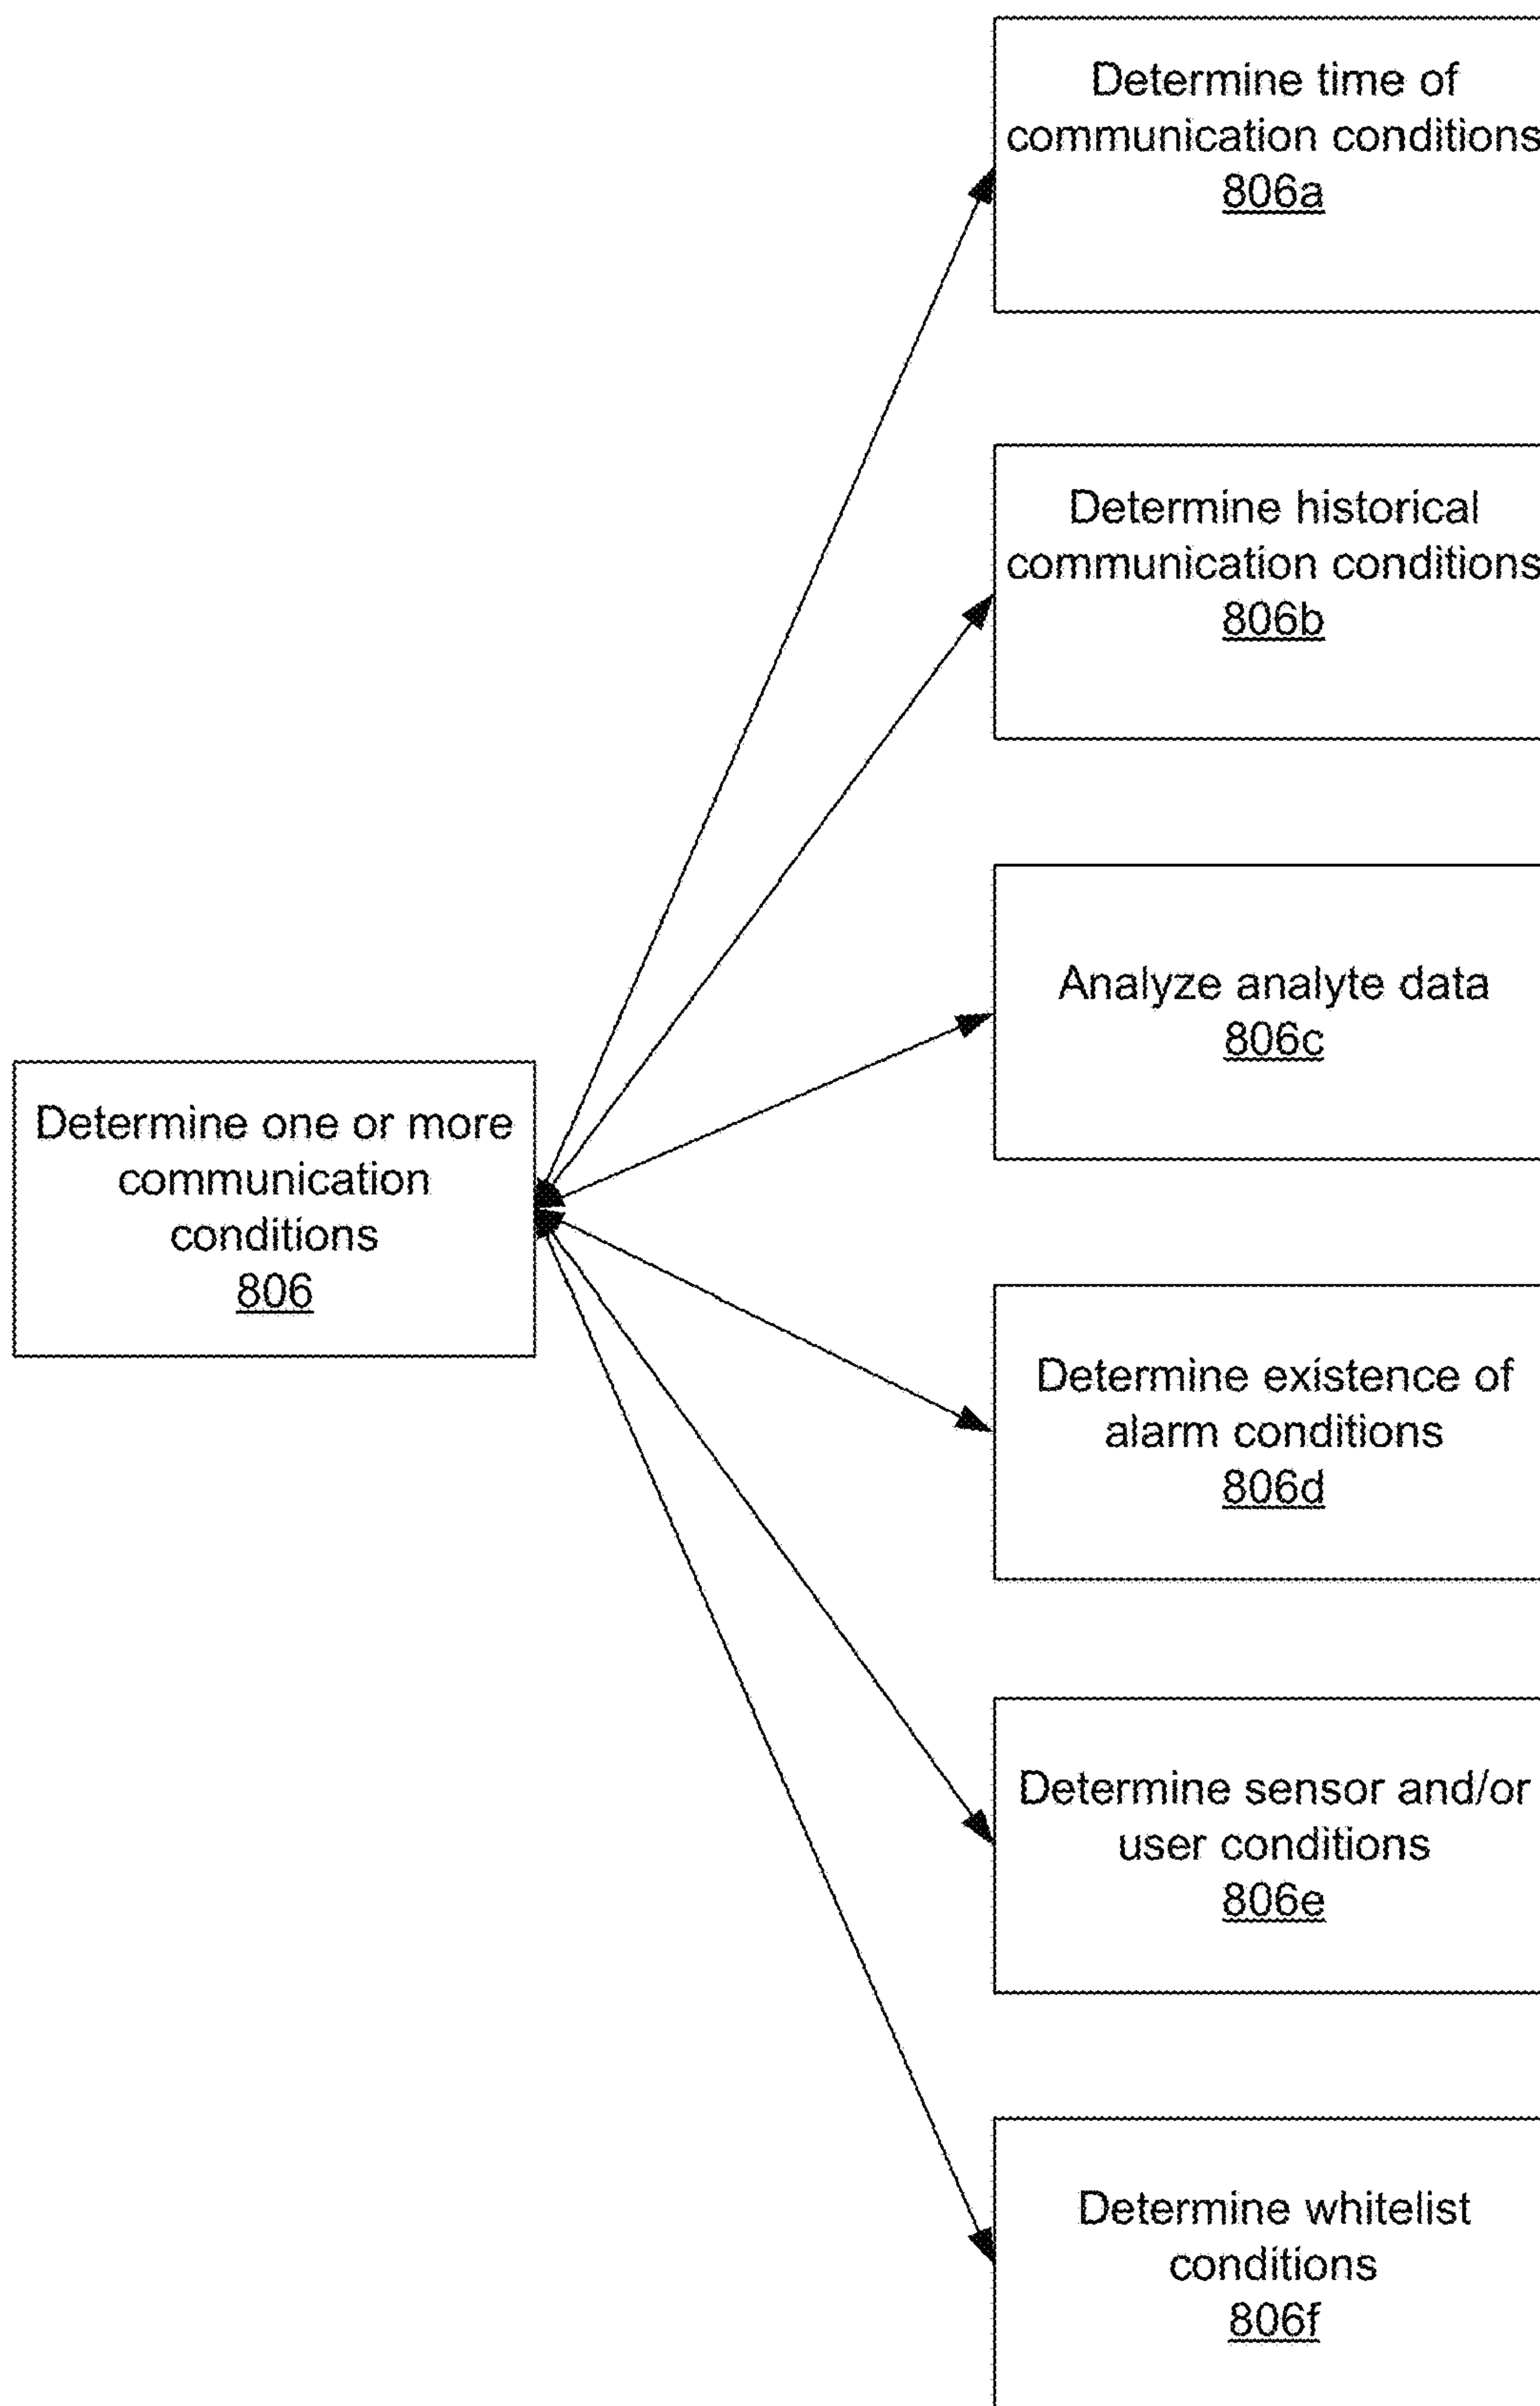 Determine time of
communication conditions
806a
Determine historical
communication conditions
806b
Analyze analyte data
806c
Determine one or more
communication
conditions
806
Determine existence of
alarm conditions
806d
Determine sensor and/or
user conditions
806e
Determine whitelist
conditions
806f